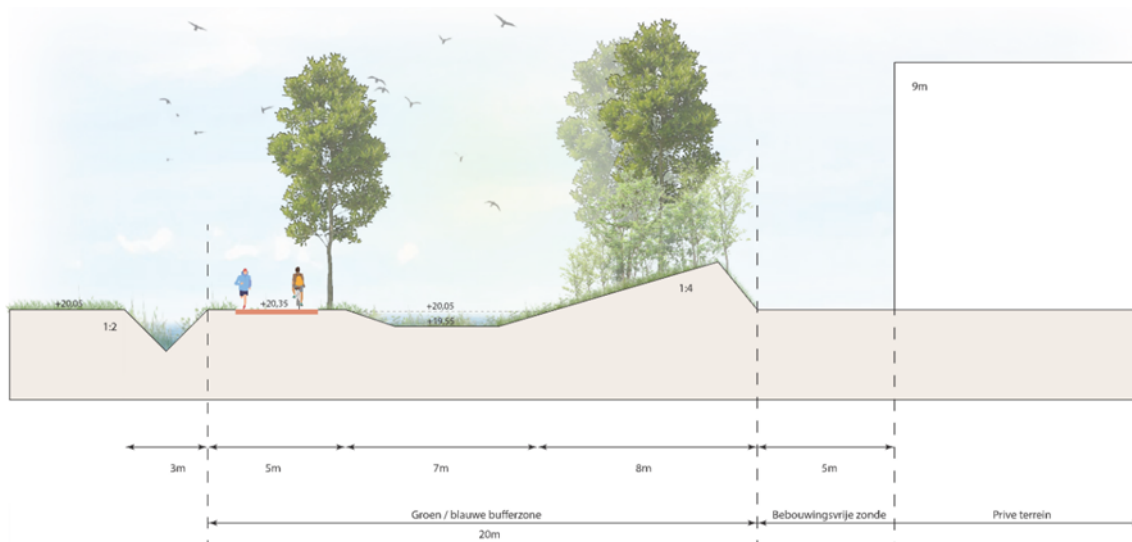 9m
1:4
+20,05
+20,35
+20,05
1:2
+19,55
3m
5m
7m
8m
5m
Groen / blauwe bufferzone
Bebouwingsvrije zonde
Prive terrein
20m